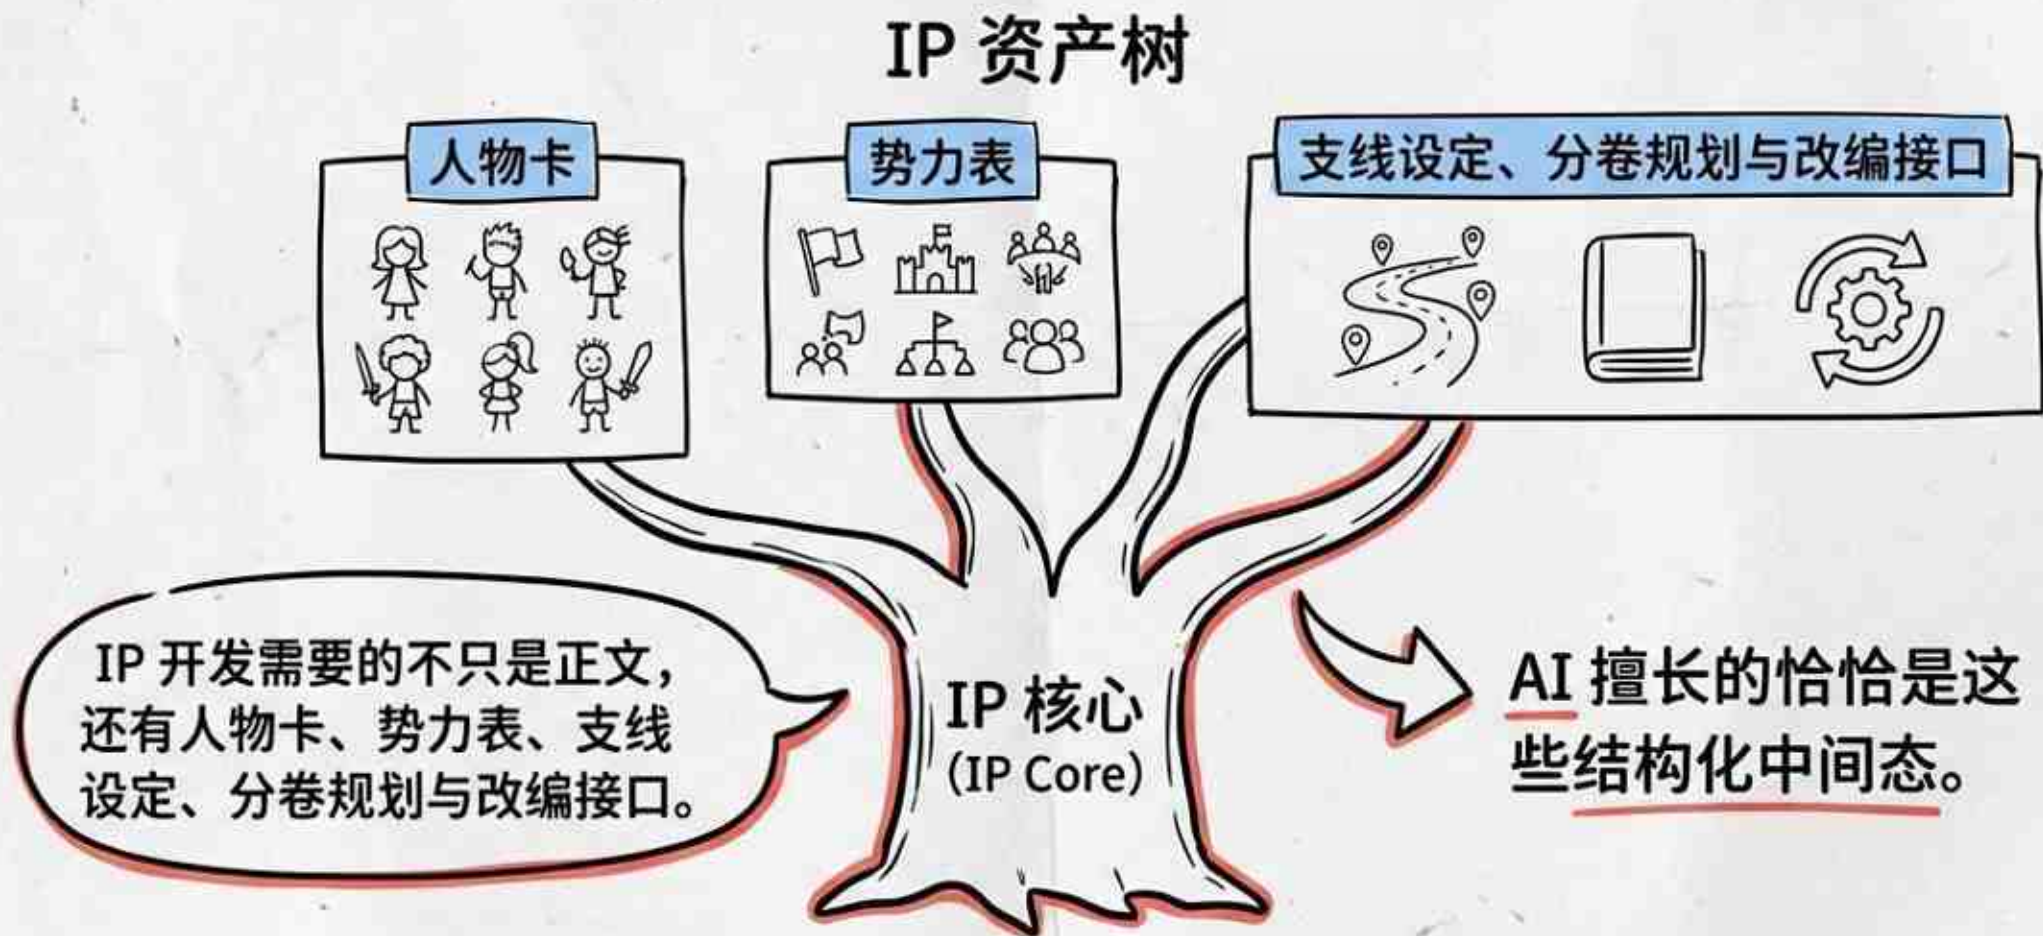 IP 资产树
人物卡
势力表
支线设定、分卷规划与改编接口
IP 开发需要的不只是正文，
还有人物卡、势力表、支线
设定、分卷规划与改编接口。
IP 核心
(IP Core)
AI 擅长的恰恰是这
些结构化中间态。